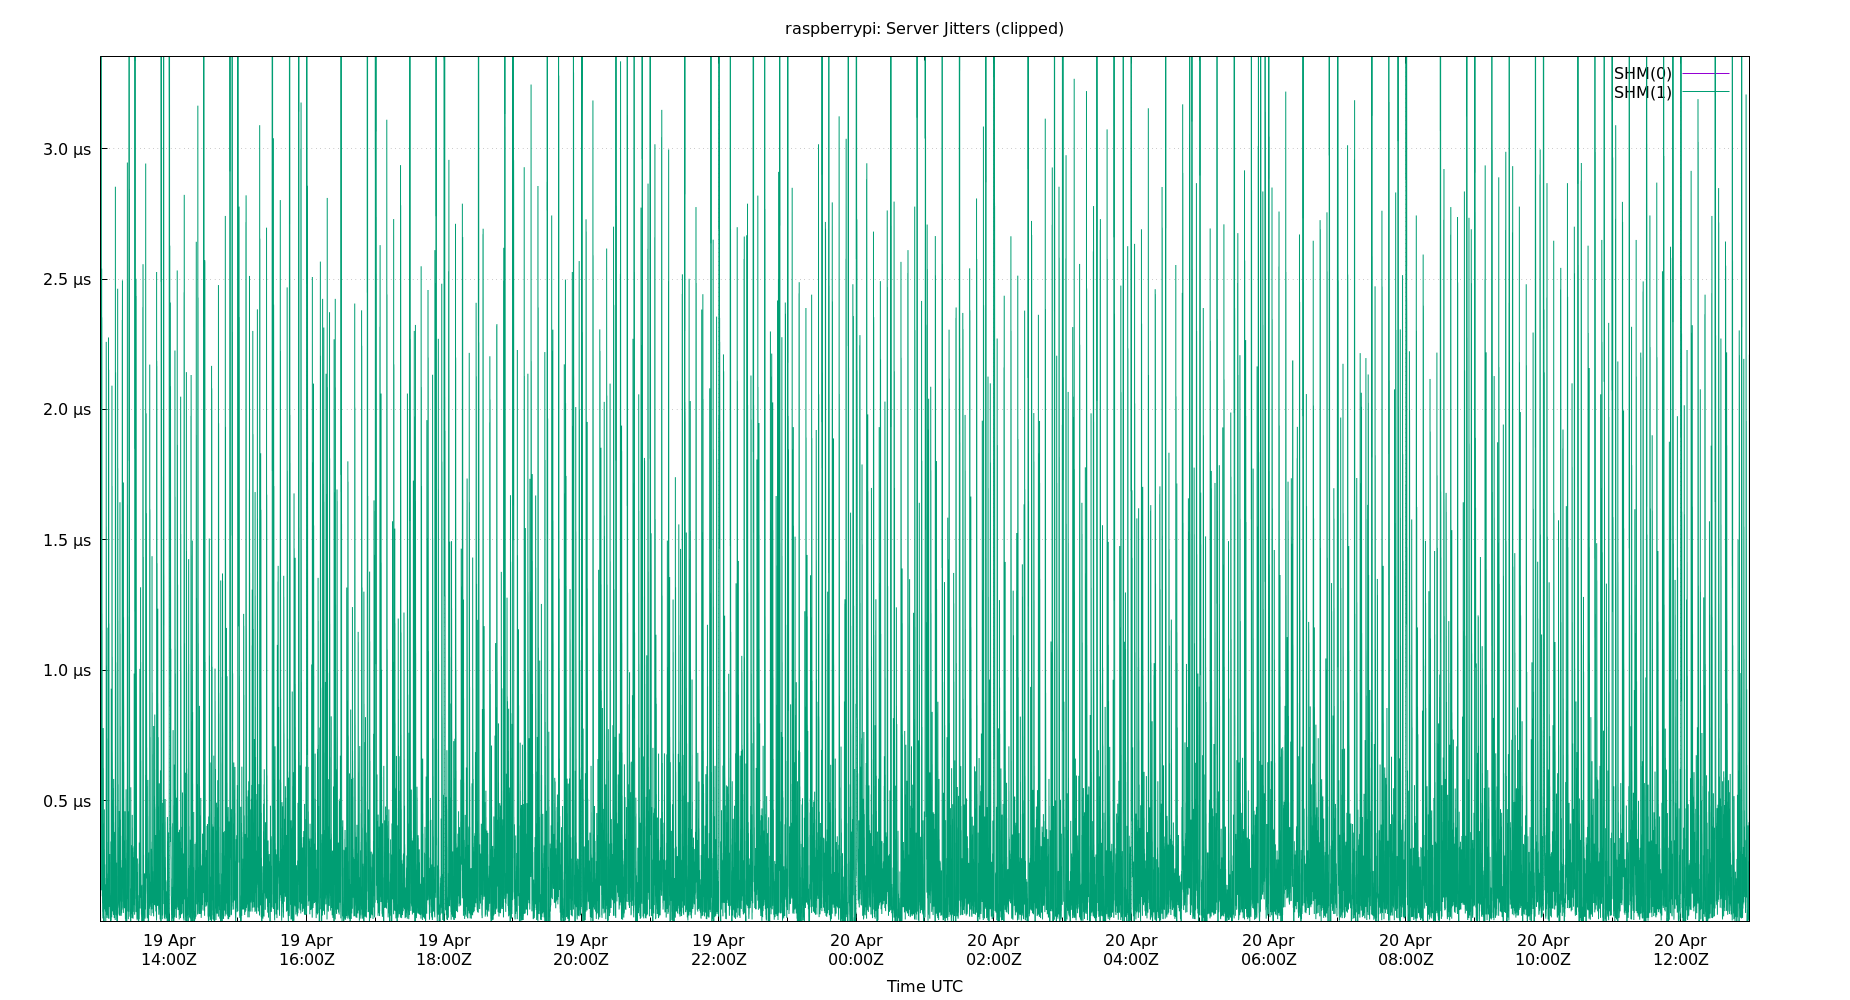 raspberrypi: Server Jitters (clipped)
SHM(0)
SHM(1)
3.0 µs
2.5 µs
2.0 µs
1.5 µs
1.0 µs
0.5 µs
19 Apr 19 Apr 19 Apr 19 Apr 19 Apr 20 Apr 20 Apr 20 Apr 20 Apr 20 Apr 20 Apr 20 Apr
14:00Z 16:00Z 18:00Z 20:00Z 22:00Z 00:00Z 02:00Z 04:00Z 06:00Z 08:00Z 10:00Z 12:00Z
Time UTC